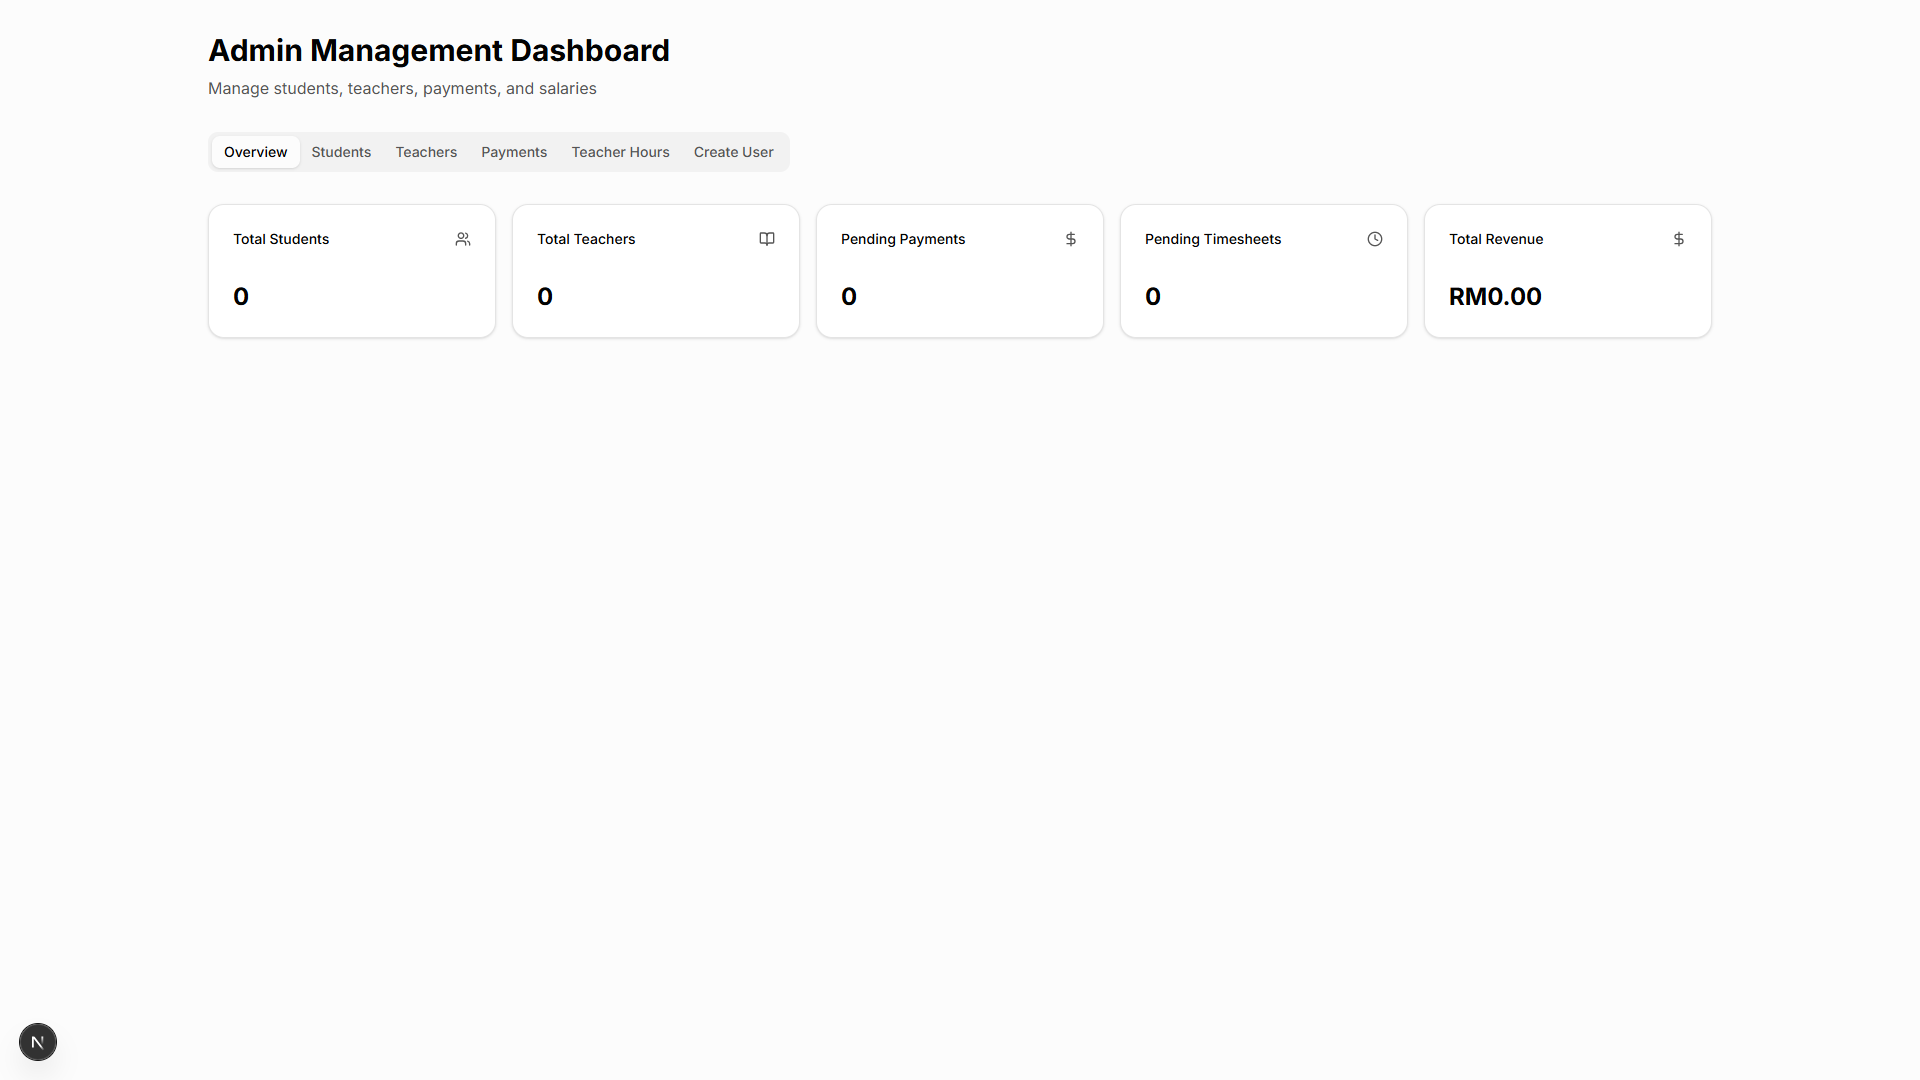 Admin Management Dashboard
Manage students, teachers, payments, and salaries
Overview Students Teachers Payments Teacher Hours Create User
Total Students Total Teachers Pending Payments Pending Timesheets Total Revenue
0 0 0 0 RM0.00
N